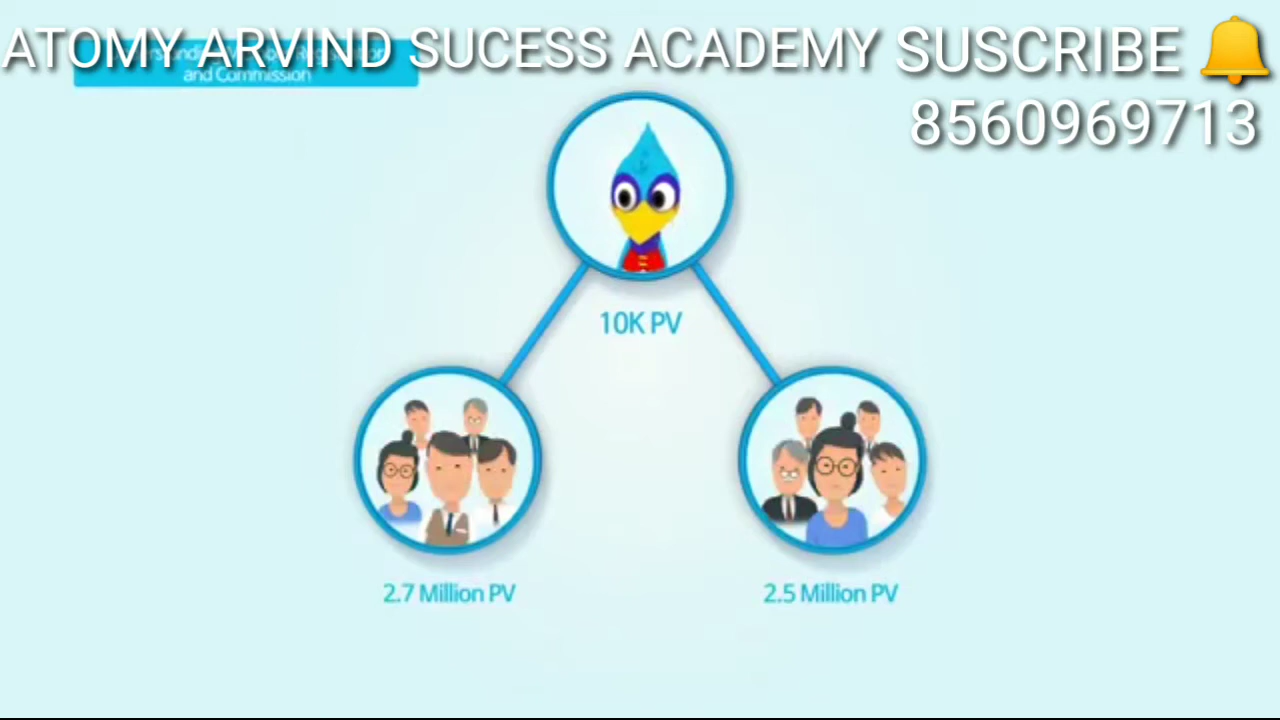 ATOMY ARVIND SUCESS ACADEMY SUSCRIBE 🔔
8560969713
and Commission
10K PV
2.7 Million PV
2.5 Million PV